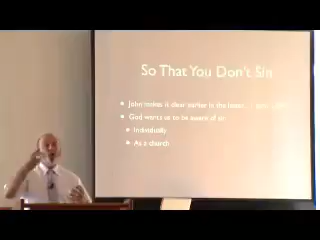 So That You Don't Sin
John makes it clear earlier in the letter
God wants us to be aware of sin
Individually
As a church